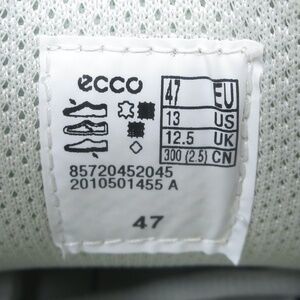 ecco
47 EU
13 US
12.5 UK
300 (2.5) CN
85720452045
2010501455 A
47